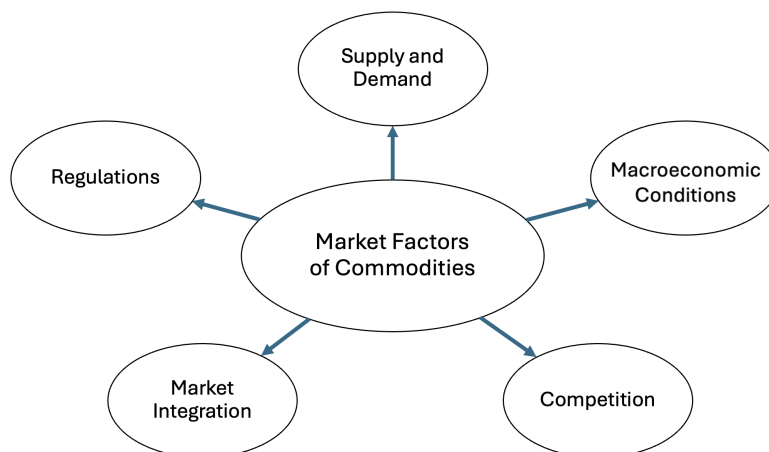 Supply and
Demand
Regulations
Macroeconomic
Conditions
Market Factors
of Commodities
Market
Integration
Competition